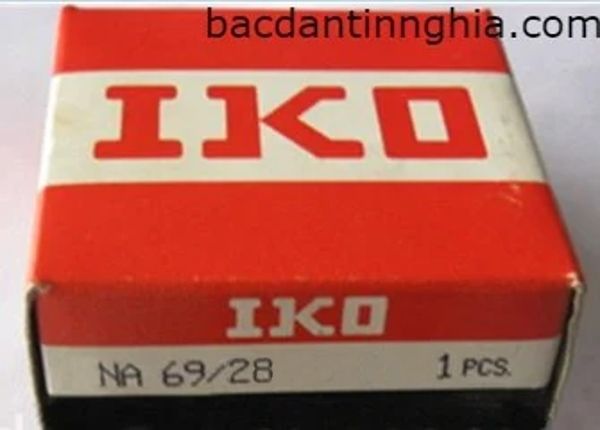 bacdantinnghia.com
IKO
IKO
NA 69/28 1 PCS.